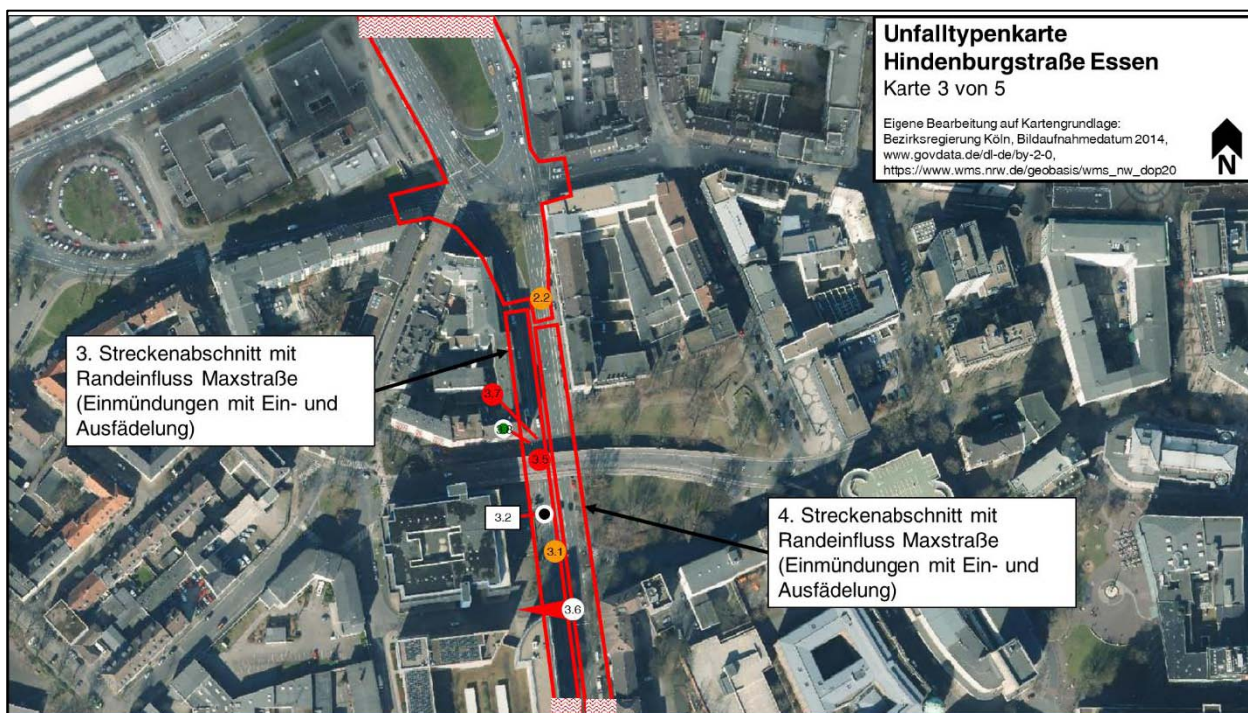 Unfalltypenkarte
Hindenburgstraße Essen
Karte 3 von 5
Eigene Bearbeitung auf Kartengrundlage:
Bezirksregierung Köln, Bildaufnahmedatum 2014,
www.govdata.de/dl-de/by-2-0,
https://www.wms.nrw.de/geobasis/wms_nw_dop20
N
2.2
3. Streckenabschnitt mit
Randeinfluss Maxstraße
(Einmündungen mit Ein- und
Ausfädelung)
3.7
3.5
3.2
3.1
3.6
4. Streckenabschnitt mit
Randeinfluss Maxstraße
(Einmündungen mit Ein- und
Ausfädelung)